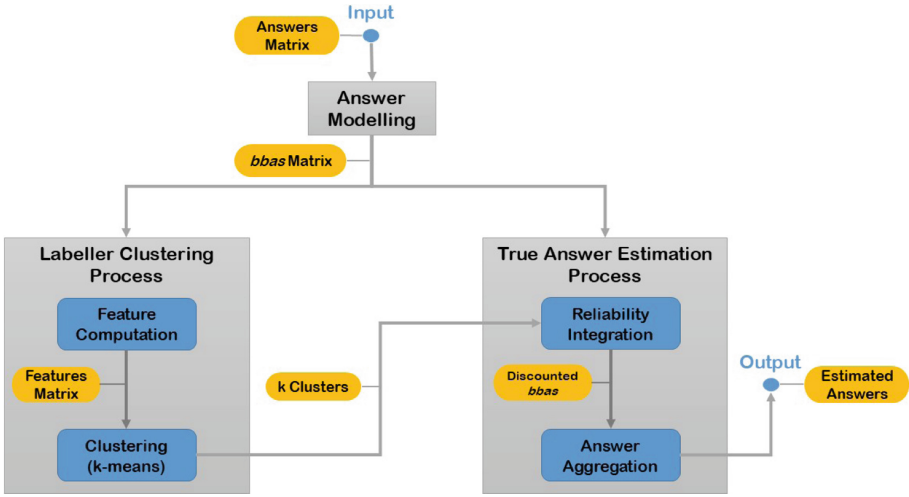 Input
Answers
Matrix
Answer
Modelling
bbas Matrix
Labeller Clustering
Process
Feature
Computation
Features
Matrix
Clustering
(k-means)
k Clusters
True Answer Estimation
Process
Reliability
Integration
Discounted
bbas
Answer
Aggregation
Output
Estimated
Answers